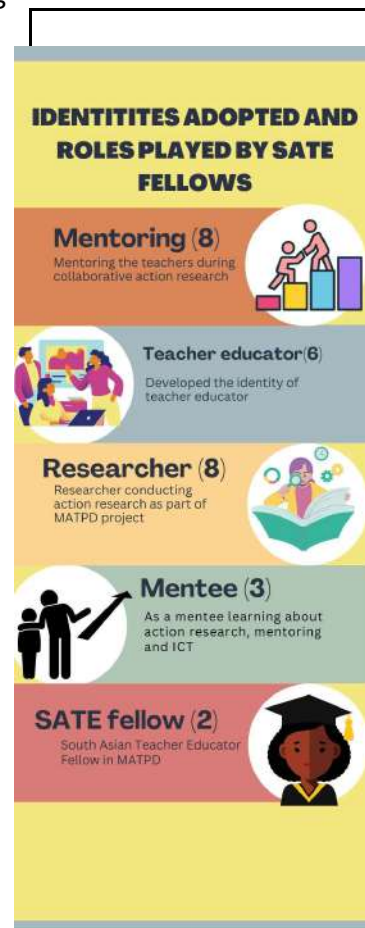 s
IDENTITITES ADOPTED AND
ROLES PLAYED BY SATE
FELLOWS
Mentoring (8)
Mentoring the teachers during
collaborative action research
Teacher educator(6)
Developed the identity of
teacher educator
Researcher (8)
Researcher conducting
action research as part of
MATPD project
Mentee (3)
As a mentee learning about
action research, mentoring
and ICT
SATE fellow (2)
South Asian Teacher Educator
Fellow in MATPD